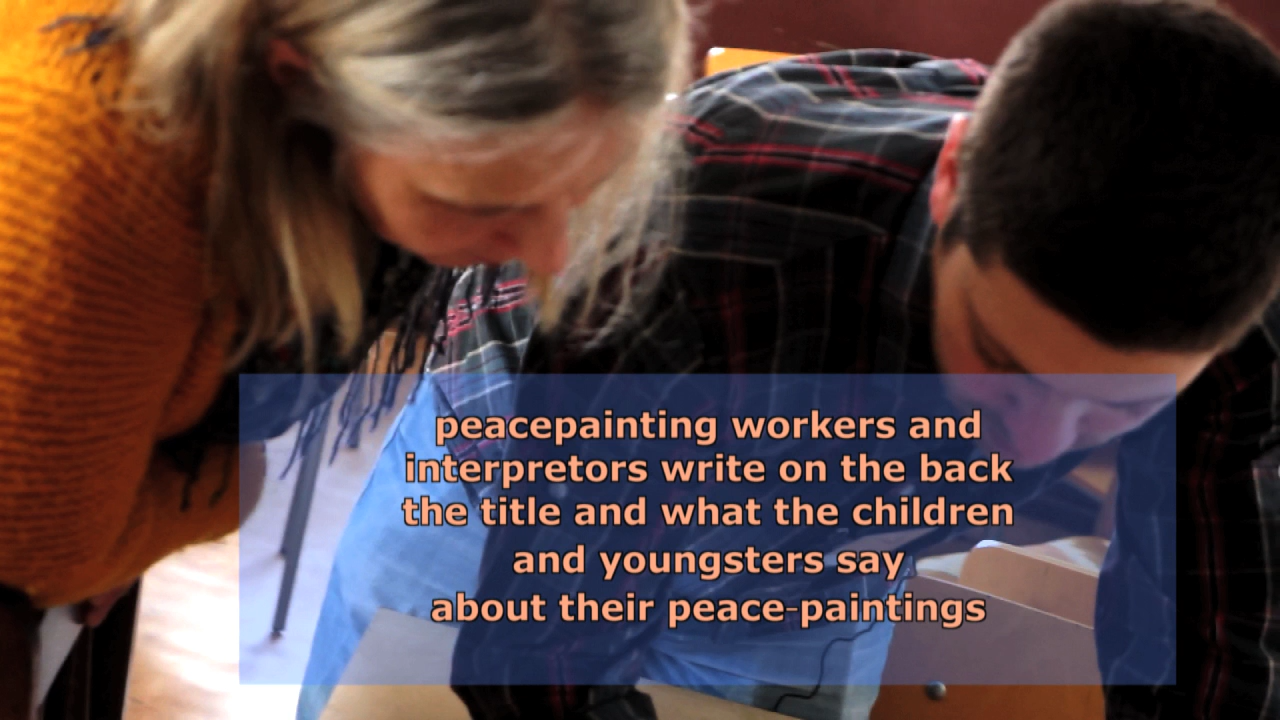 peacepainting workers and
interpretors write on the back
the title and what the children
and youngsters say
about their peace-paintings